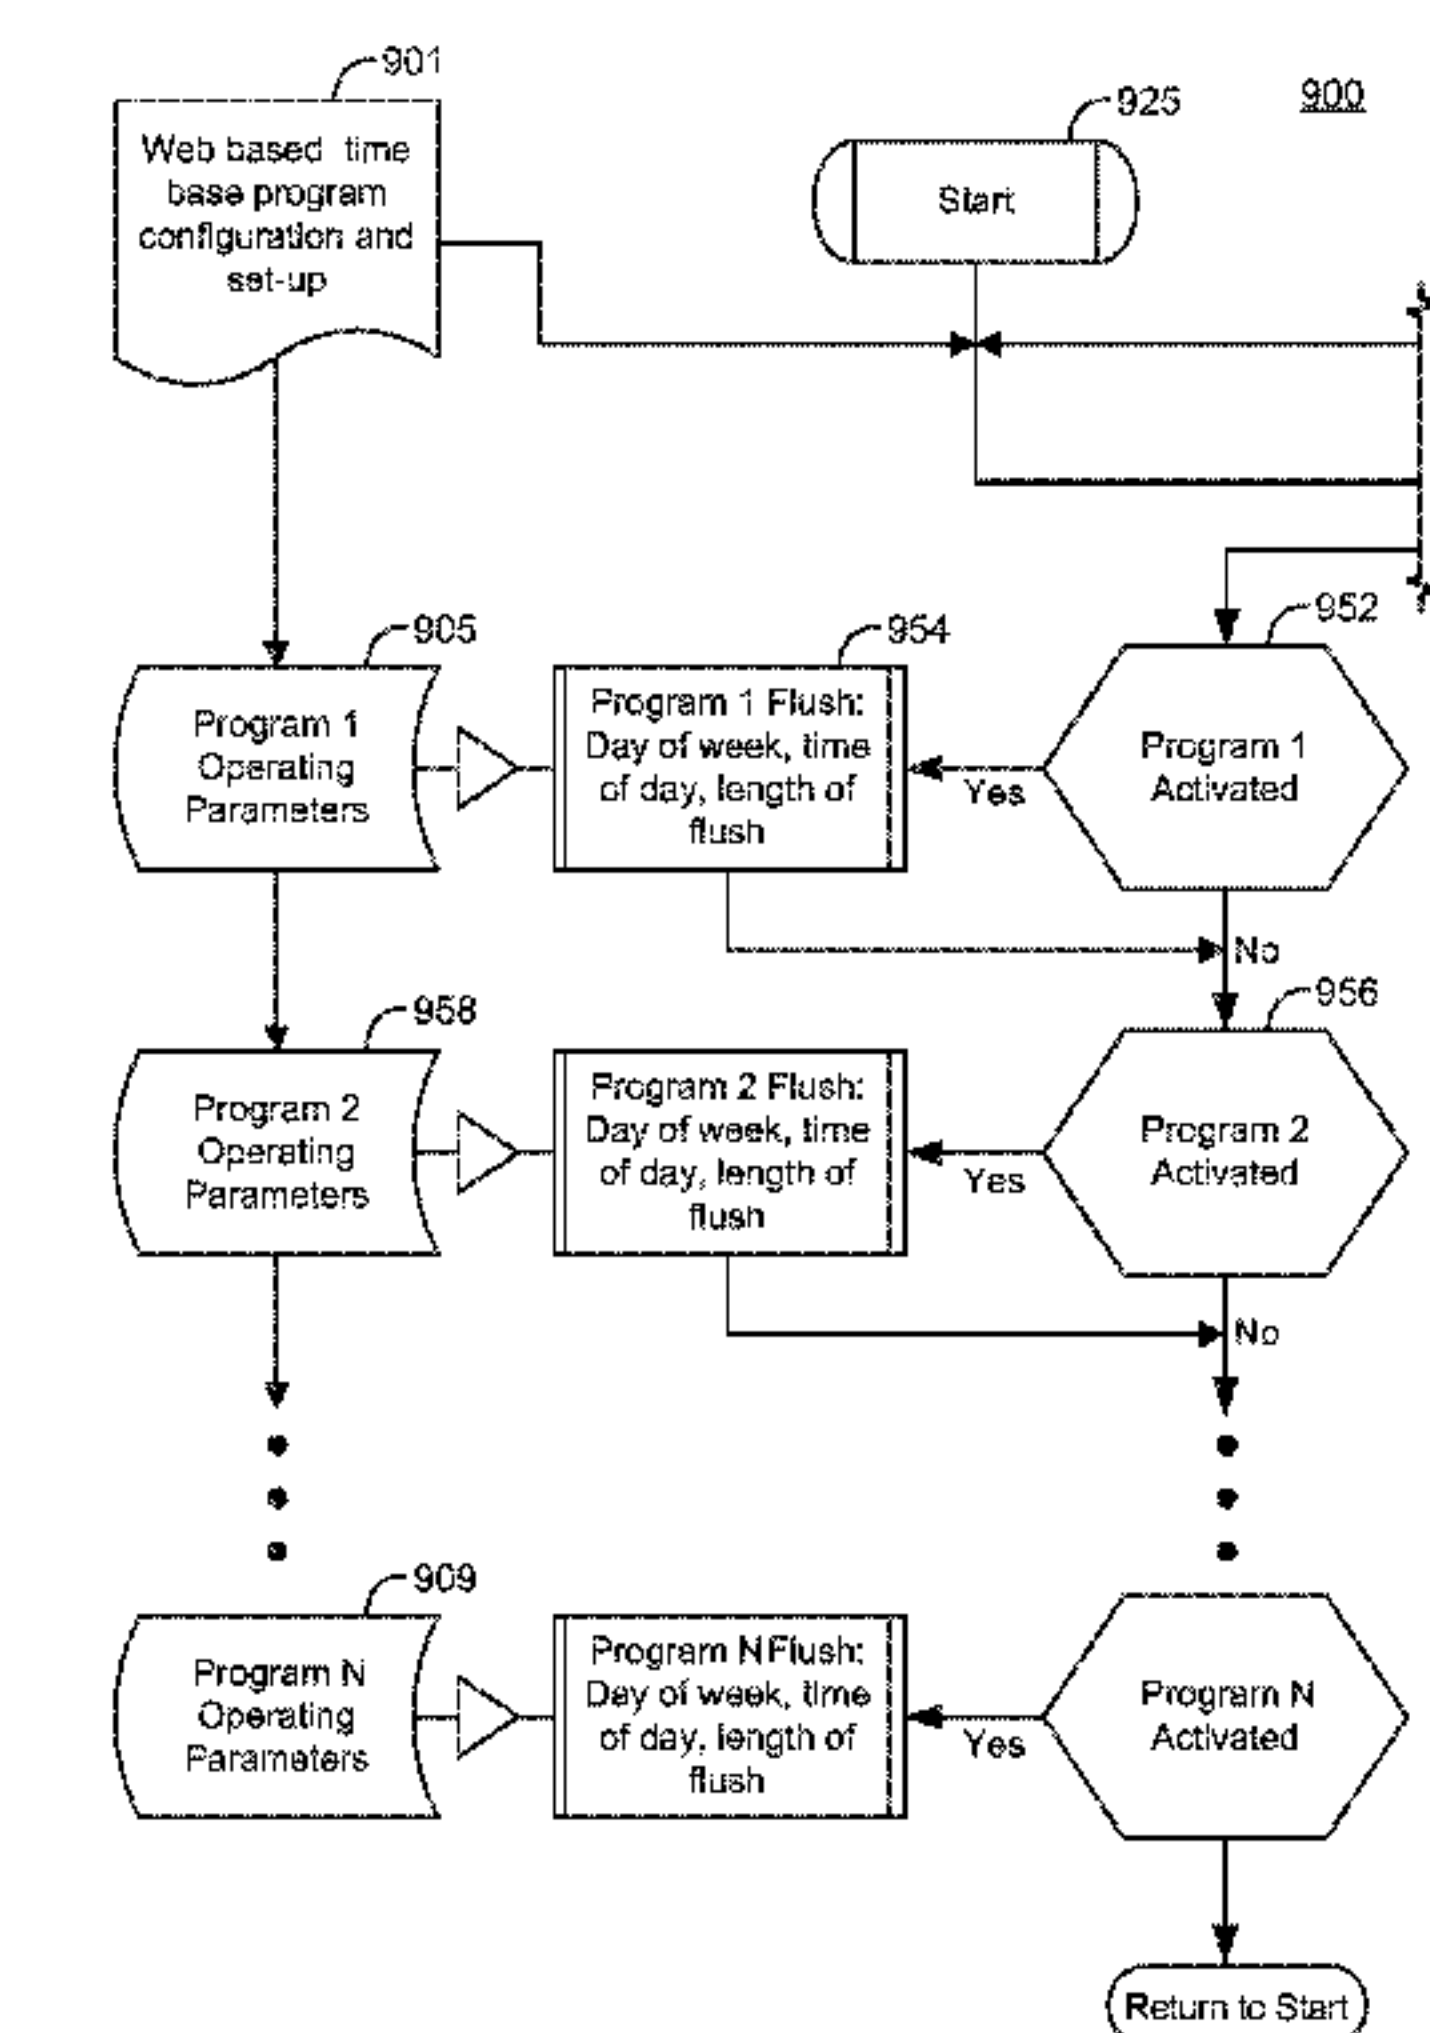 901
Web based time
base program
configuration and
set-up
925
Start
900
905
Program 1
Operating
Parameters
954
Program 1 Flush:
Day of week, time
of day, length of
flush
Yes
952
Program 1
Activated
No
958
Program 2
Operating
Parameters
Program 2 Flush:
Day of week, time
of day, length of
flush
Yes
956
Program 2
Activated
No
909
Program N
Operating
Parameters
Program N Flush:
Day of week, time
of day, length of
flush
Yes
Program N
Activated
Return to Start